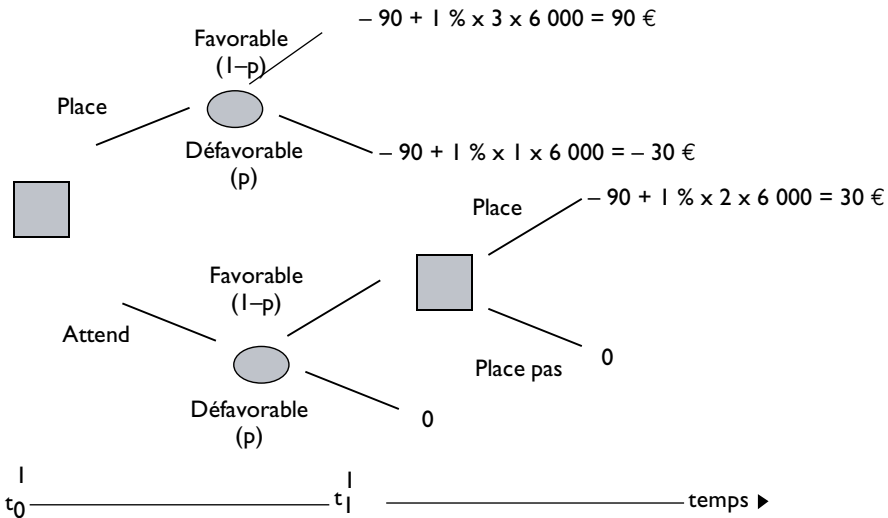 – 90 + 1 % x 3 x 6 000 = 90 €
Favorable
(1–p)
Place
Défavorable
(p)
– 90 + 1 % x 1 x 6 000 = – 30 €
Place
– 90 + 1 % x 2 x 6 000 = 30 €
Favorable
(1–p)
Attend
Place pas
0
Défavorable
(p)
0
t0
t1
temps